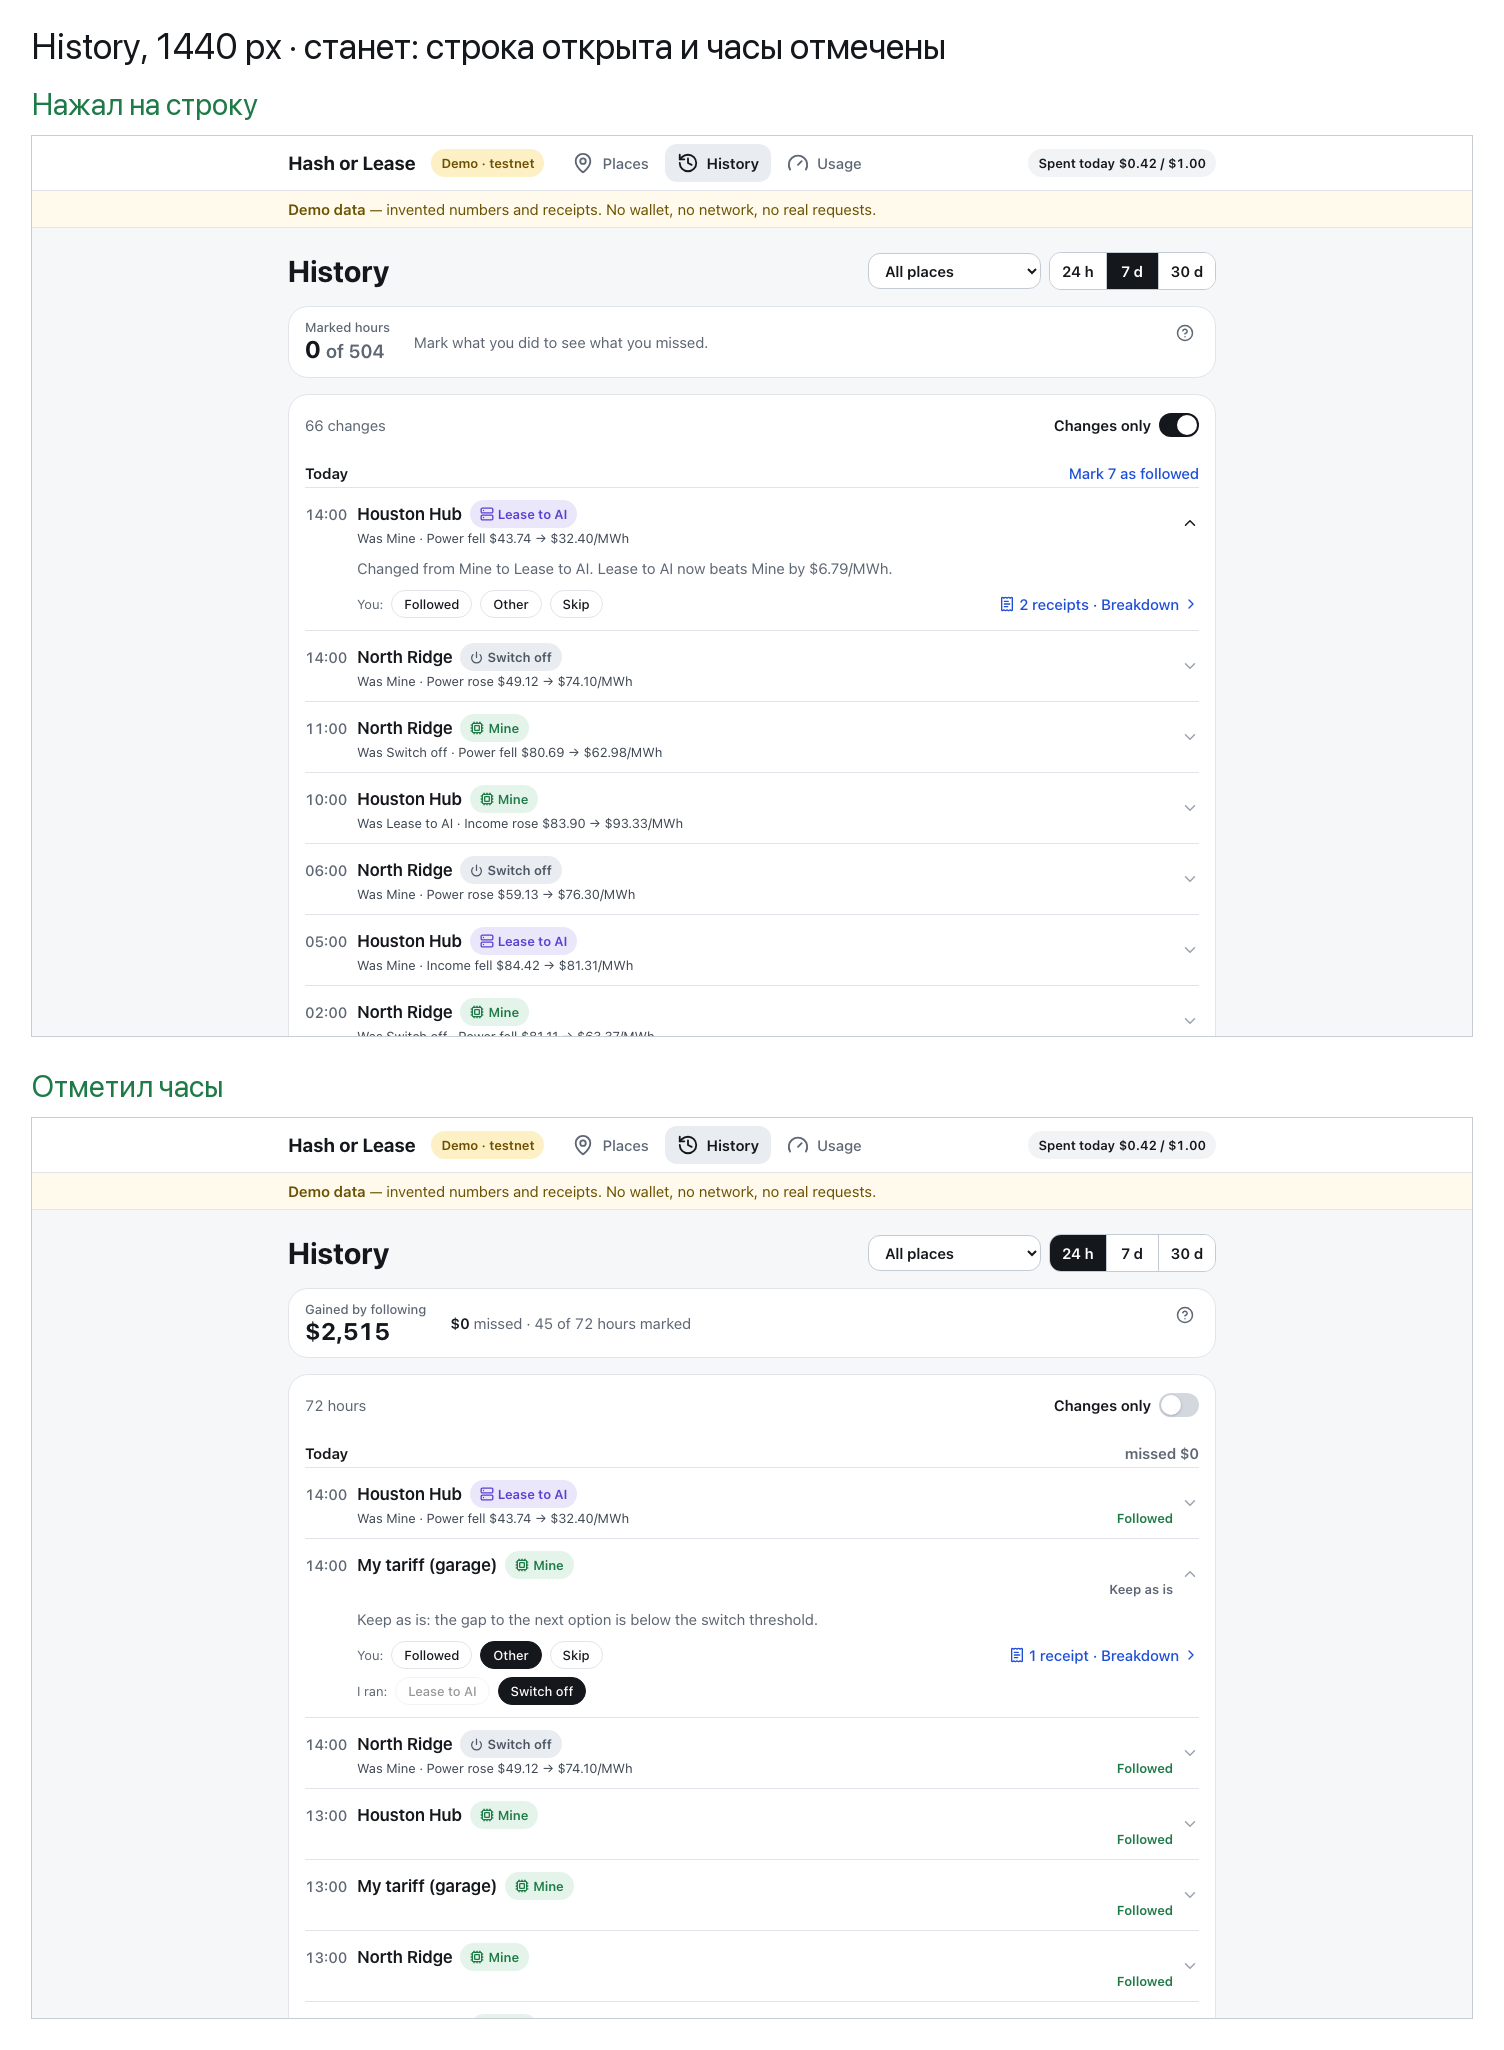 History, 1440 px · станет: строка открыта и часы отмечены
Нажал на строку
Hash or Lease Demo · testnet Places History Usage Spent today $0.42 / $1.00
Demo data — invented numbers and receipts. No wallet, no network, no real requests.
History All places 24 h 7 d 30 d
Marked hours
0 of 504 Mark what you did to see what you missed.
66 changes Changes only
Today Mark 7 as followed
14:00 Houston Hub Lease to AI
Was Mine · Power fell $43.74 → $32.40/MWh
Changed from Mine to Lease to AI. Lease to AI now beats Mine by $6.79/MWh.
You: Followed Other Skip 2 receipts · Breakdown
14:00 North Ridge Switch off
Was Mine · Power rose $49.12 → $74.10/MWh
11:00 North Ridge Mine
Was Switch off · Power fell $80.69 → $62.98/MWh
10:00 Houston Hub Mine
Was Lease to AI · Income rose $83.90 → $93.33/MWh
06:00 North Ridge Switch off
Was Mine · Power rose $59.13 → $76.30/MWh
05:00 Houston Hub Lease to AI
Was Mine · Income fell $84.42 → $81.31/MWh
02:00 North Ridge Mine
Was Switch off · Power fell $81.11 → $63.37/MWh
Отметил часы
Hash or Lease Demo · testnet Places History Usage Spent today $0.42 / $1.00
Demo data — invented numbers and receipts. No wallet, no network, no real requests.
History All places 24 h 7 d 30 d
Gained by following
$2,515 $0 missed · 45 of 72 hours marked
72 hours Changes only
Today missed $0
14:00 Houston Hub Lease to AI
Was Mine · Power fell $43.74 → $32.40/MWh Followed
14:00 My tariff (garage) Mine
Keep as is
Keep as is: the gap to the next option is below the switch threshold.
You: Followed Other Skip 1 receipt · Breakdown
I ran: Lease to AI Switch off
14:00 North Ridge Switch off
Was Mine · Power rose $49.12 → $74.10/MWh Followed
13:00 Houston Hub Mine
Followed
13:00 My tariff (garage) Mine
Followed
13:00 North Ridge Mine
Followed